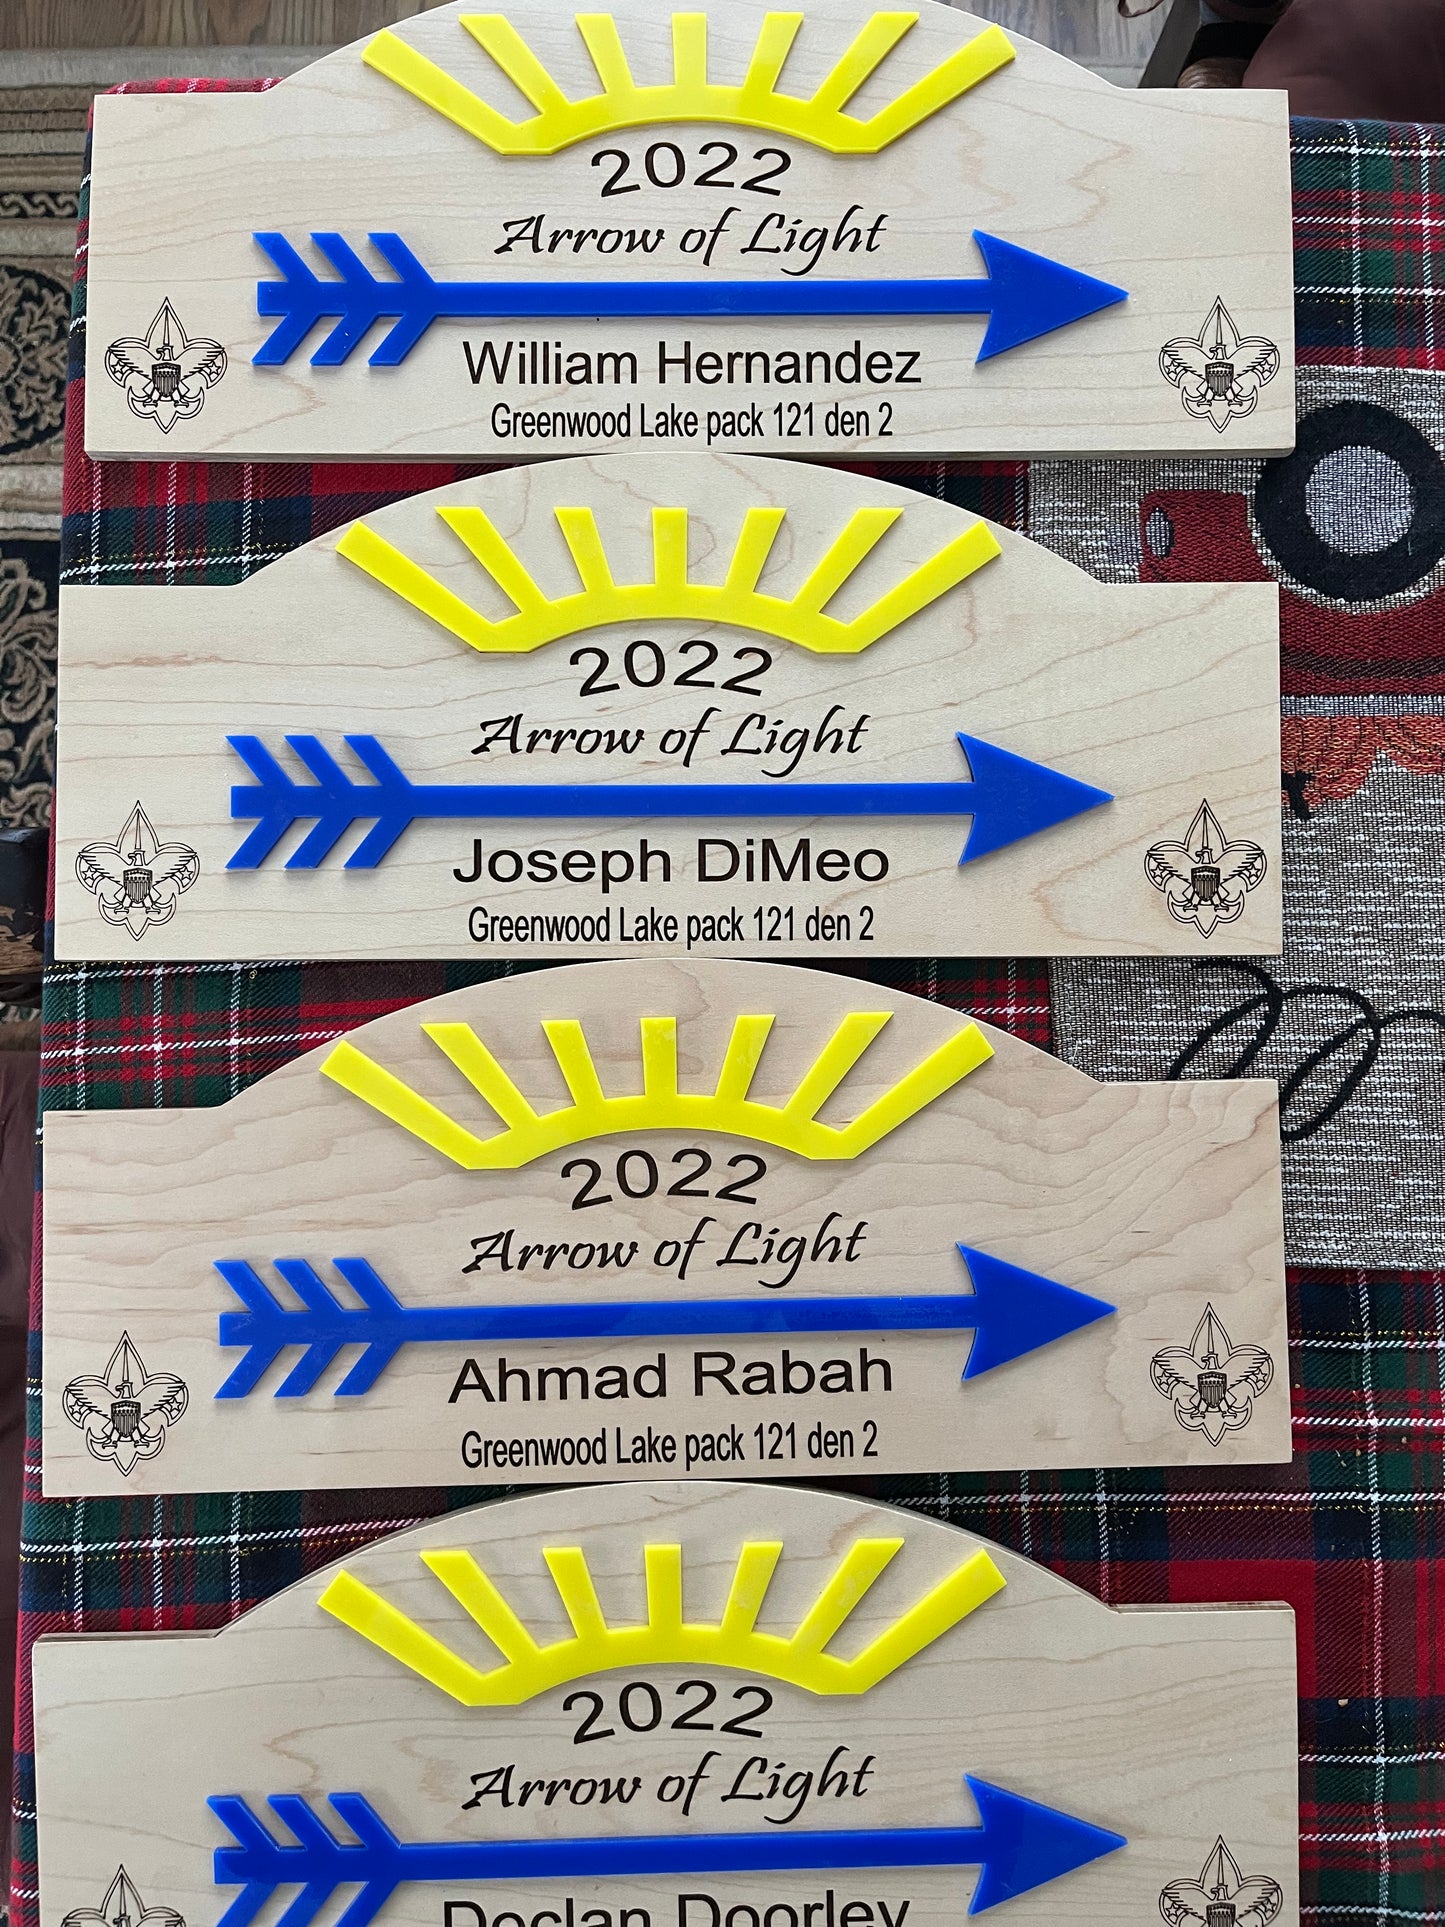 2022
Arrow of Light
William Hernandez
Greenwood Lake pack 121 den 2
2022
Arrow of Light
Joseph DiMeo
Greenwood Lake pack 121 den 2
2022
Arrow of Light
Ahmad Rabah
Greenwood Lake pack 121 den 2
2022
Arrow of Light
Doorley